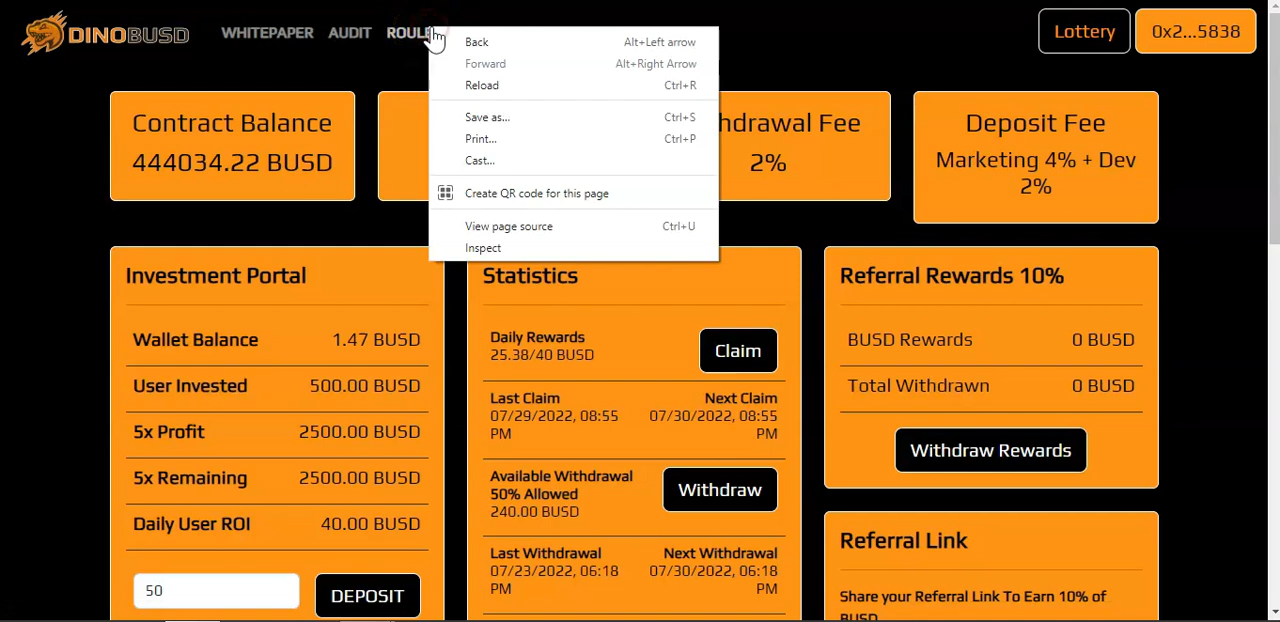 DINOBUSD WHITEPAPER AUDIT Lottery 0x2...5838
Back Alt+Left arrow
Forward Alt+Right Arrow
Reload Ctrl+R
Save as... Ctrl+S
Print... Ctrl+P
Cast...
Create QR code for this page
View page source Ctrl+U
Inspect
Contract Balance
444034.22 BUSD
Fee
2%
Deposit Fee
Marketing 4% + Dev
2%
Investment Portal
Wallet Balance 1.47 BUSD
User Invested 500.00 BUSD
5x Profit 2500.00 BUSD
5x Remaining 2500.00 BUSD
Daily User ROI 40.00 BUSD
50 DEPOSIT
Statistics
Daily Rewards
25.38/40 BUSD
Claim
Last Claim Next Claim
07/29/2022, 08:55 07/30/2022, 08:55
PM PM
Available Withdrawal
50% Allowed
240.00 BUSD
Withdraw
Last Withdrawal Next Withdrawal
07/23/2022, 06:18 07/30/2022, 06:18
PM PM
Referral Rewards 10%
BUSD Rewards 0 BUSD
Total Withdrawn 0 BUSD
Withdraw Rewards
Referral Link
Share your Referral Link To Earn 10% of
BUSD